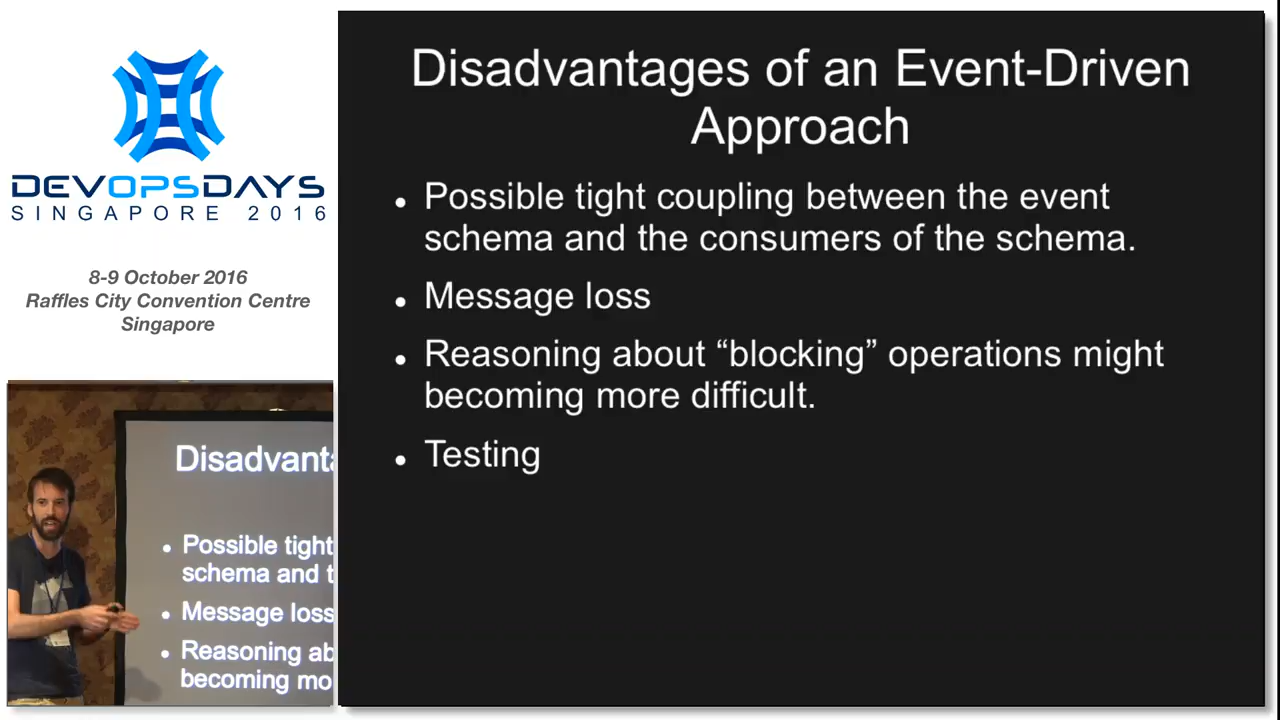 DEVOPSDAYS
SINGAPORE 2016
8-9 October 2016
Raffles City Convention Centre
Singapore
Disadvantages of an Event-Driven
Approach
• Possible tight coupling between the event
schema and the consumers of the schema.
• Message loss
• Reasoning about “blocking” operations might
becoming more difficult.
• Testing
Disadvanta
• Possible tight
schema and t
• Message loss
• Reasoning ab
becoming mo